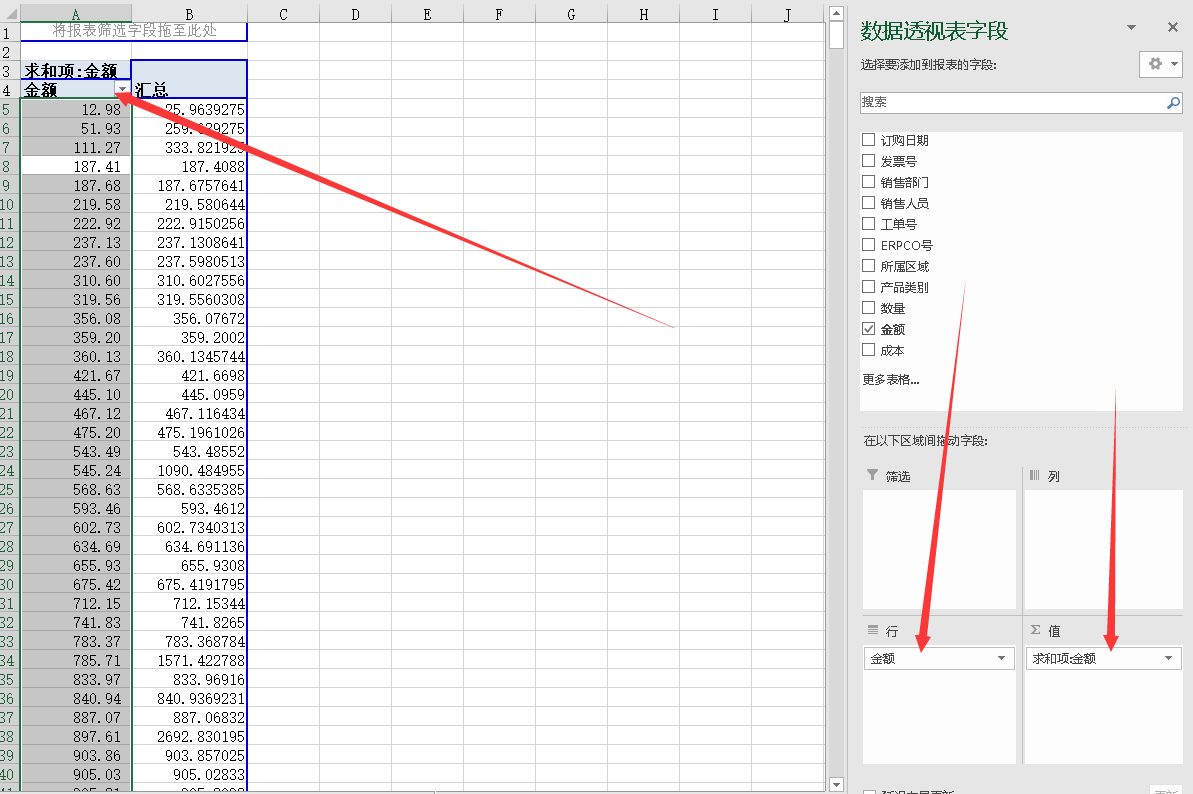 A B C D E F G H I J
1 将报表筛选字段拖至此处
2
3 求和项:金额
4 金额 汇总
5 12.98 25.9639275
6 51.93
7 111.27
8 187.41 187.4088
9 187.68 187.6757641
10 219.58 219.580644
11 222.92 222.9150256
12 237.13 237.1308641
13 237.60 237.5980513
14 310.60 310.6027556
15 319.56 319.5560308
16 356.08 356.07672
17 359.20 359.2002
18 360.13 360.1345744
19 421.67 421.6698
20 445.10 445.0959
21 467.12 467.116434
22 475.20 475.1961026
23 543.49 543.48552
24 545.24 1090.484955
25 568.63 568.6335385
26 593.46 593.4612
27 602.73 602.7340313
28 634.69 634.691136
29 655.93 655.9308
30 675.42 675.4191795
31 712.15 712.15344
32 741.83 741.8265
33 783.37 783.368784
34 785.71 1571.422788
35 833.97 833.96916
36 840.94 840.9369231
37 887.07 887.06832
38 897.61 2692.830195
39 903.86 903.857025
40 905.03 905.02833
数据透视表字段
选择要添加到报表的字段:
搜索
订购日期
发票号
销售部门
销售人员
工单号
ERPCO号
所属区域
产品类别
数量
金额
成本
更多表格...
在以下区域间拖动字段:
筛选
列
行
Σ 值
金额
求和项:金额